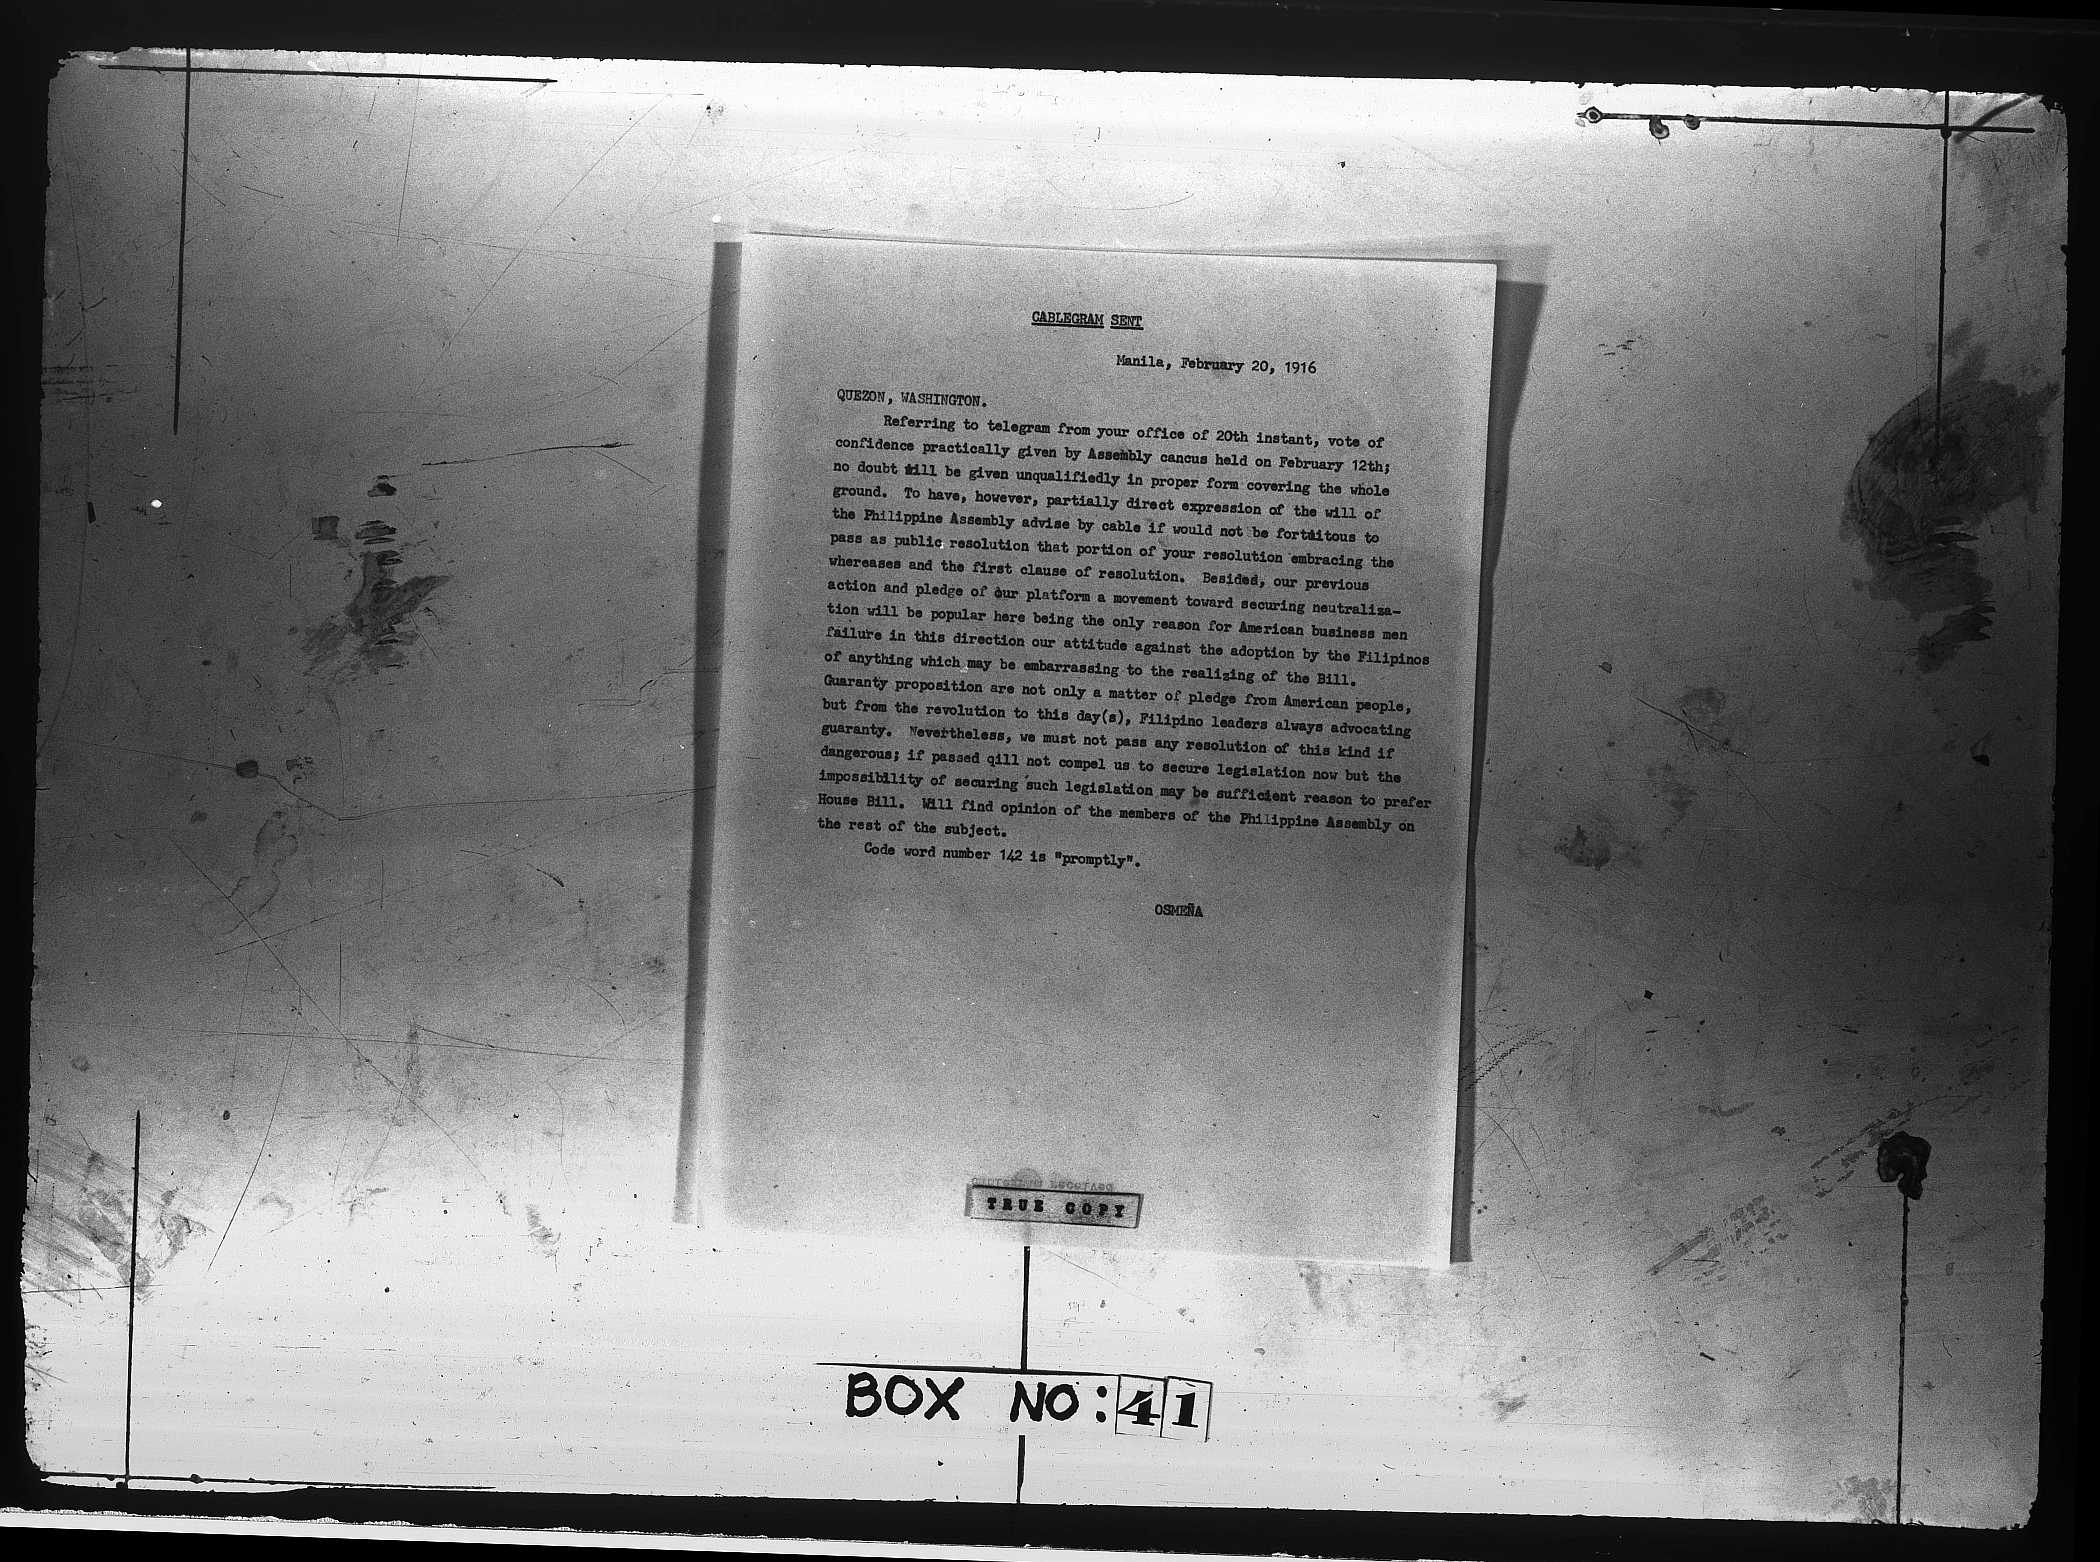 CABLEGRAM SENT
Manila, February 20, 1916
QUEZON, WASHINGTON.
Referring to telegram from your office of 20th instant, vote of
confidence practically given by Assembly cancus held on February 12th;
no doubt will be given unqualifiedly in proper form covering the whole
ground. To have, however, partially direct expression of the will of
the Philippine Assembly advise by cable if would not be fortuitous to
pass as public resolution that portion of your resolution embracing the
whereases and the first clause of resolution. Besided, our previous
action and pledge of our platform a movement toward securing neutraliza-
tion will be popular here being the only reason for American business men
failure in this direction our attitude against the adoption by the Filipinos
of anything which may be embarrassing to the realizing of the Bill.
Guaranty proposition are not only a matter of pledge from American people,
but from the revolution to this day(s), Filipino leaders always advocating
guaranty. Nevertheless, we must not pass any resolution of this kind if
dangerous; if passed qill not compel us to secure legislation now but the
impossibility of securing such legislation may be sufficient reason to prefer
House Bill. Will find opinion of the members of the Philippine Assembly on
the rest of the subject.
Code word number 142 is "promptly".
OSMEÑA
Cablegram received
TRUE COPY
BOX NO: 41